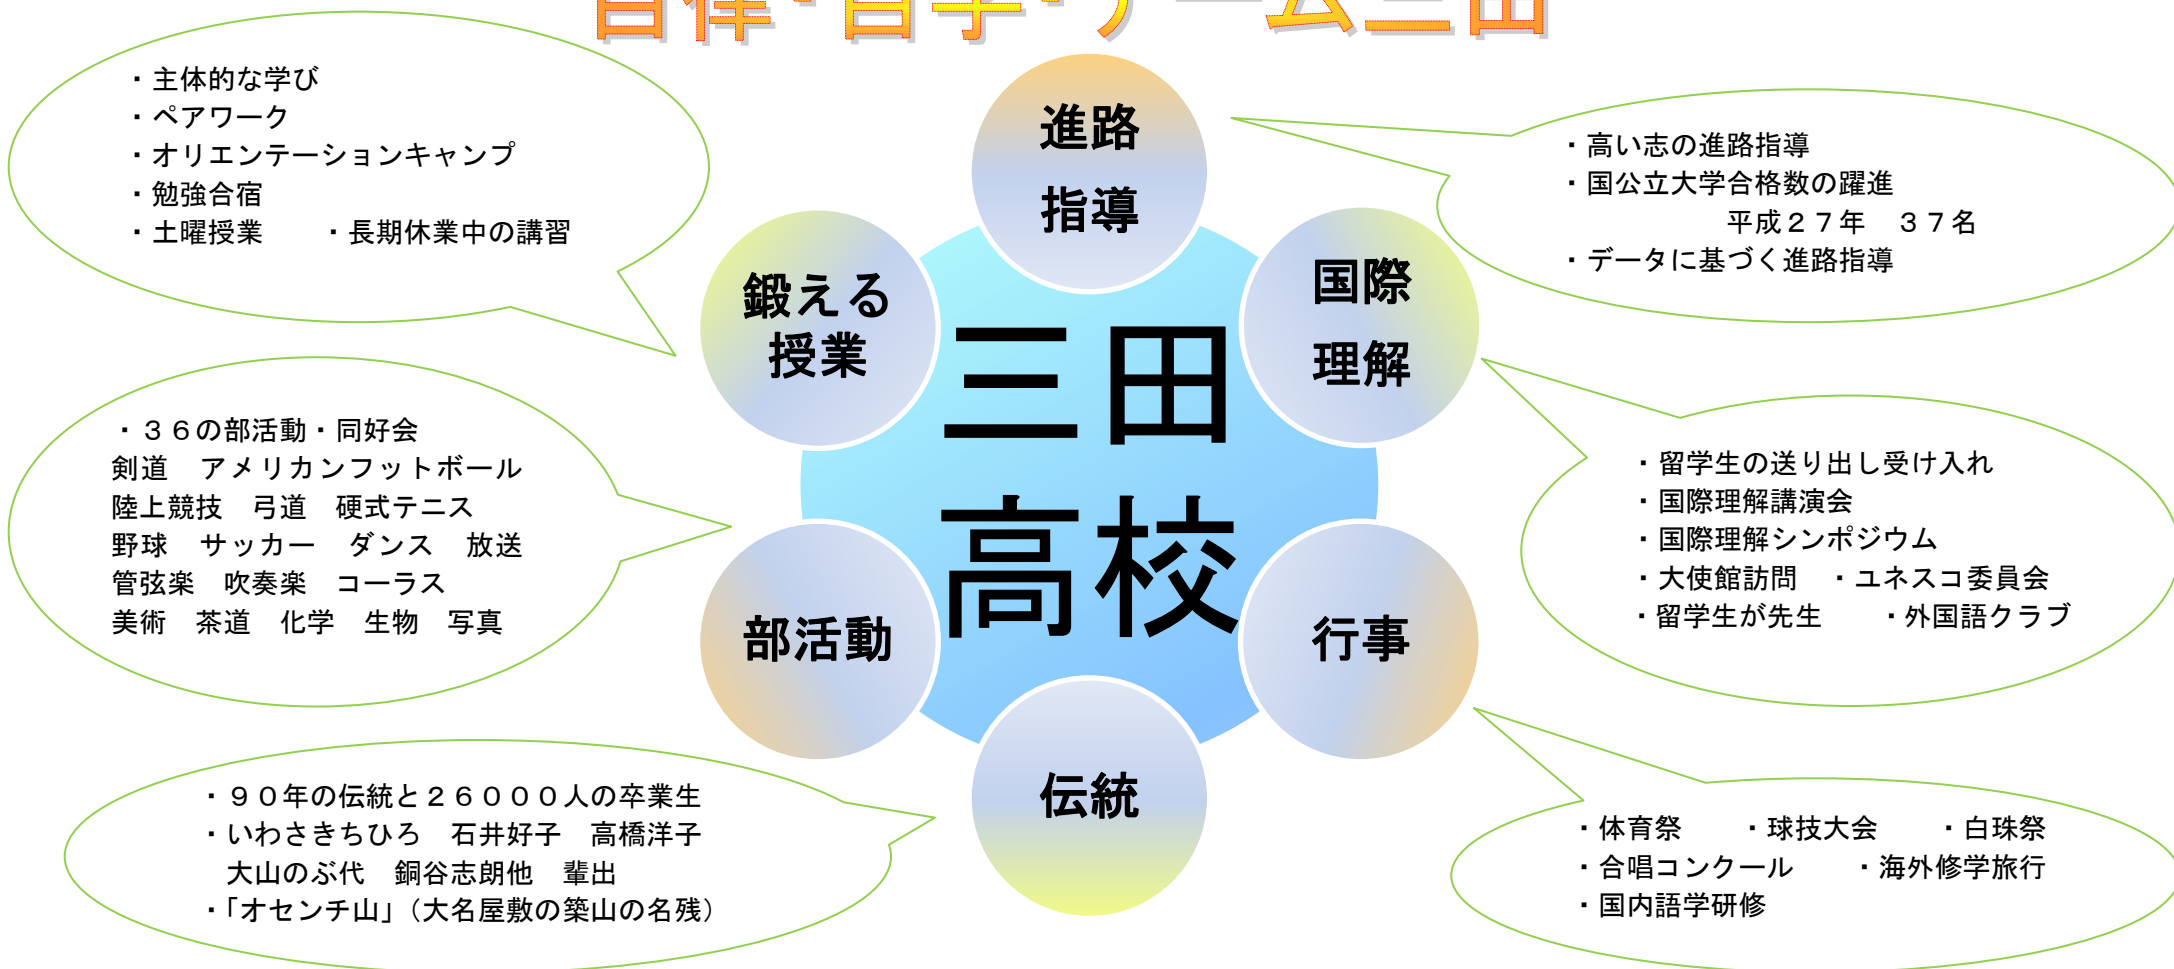 自律・自学・チーム三田
・主体的な学び
・ペアワーク
・オリエンテーションキャンプ
・勉強合宿
・土曜授業　　・長期休業中の講習
進路
指導
・高い志の進路指導
・国公立大学合格数の躍進
平成２７年　３７名
・データに基づく進路指導
鍛える
授業
国際
理解
三田
高校
・３６の部活動・同好会
剣道　アメリカンフットボール
陸上競技　弓道　硬式テニス
野球　サッカー　ダンス　放送
管弦楽　吹奏楽　コーラス
美術　茶道　化学　生物　写真
・留学生の送り出し受け入れ
・国際理解講演会
・国際理解シンポジウム
・大使館訪問　・ユネスコ委員会
・留学生が先生　　・外国語クラブ
部活動
行事
伝統
・９０年の伝統と２６０００人の卒業生
・いわさきちひろ　石井好子　高橋洋子
大山のぶ代　銅谷志朗他　輩出
・「オセンチ山」（大名屋敷の築山の名残）
・体育祭　　・球技大会　　・白珠祭
・合唱コンクール　　・海外修学旅行
・国内語学研修